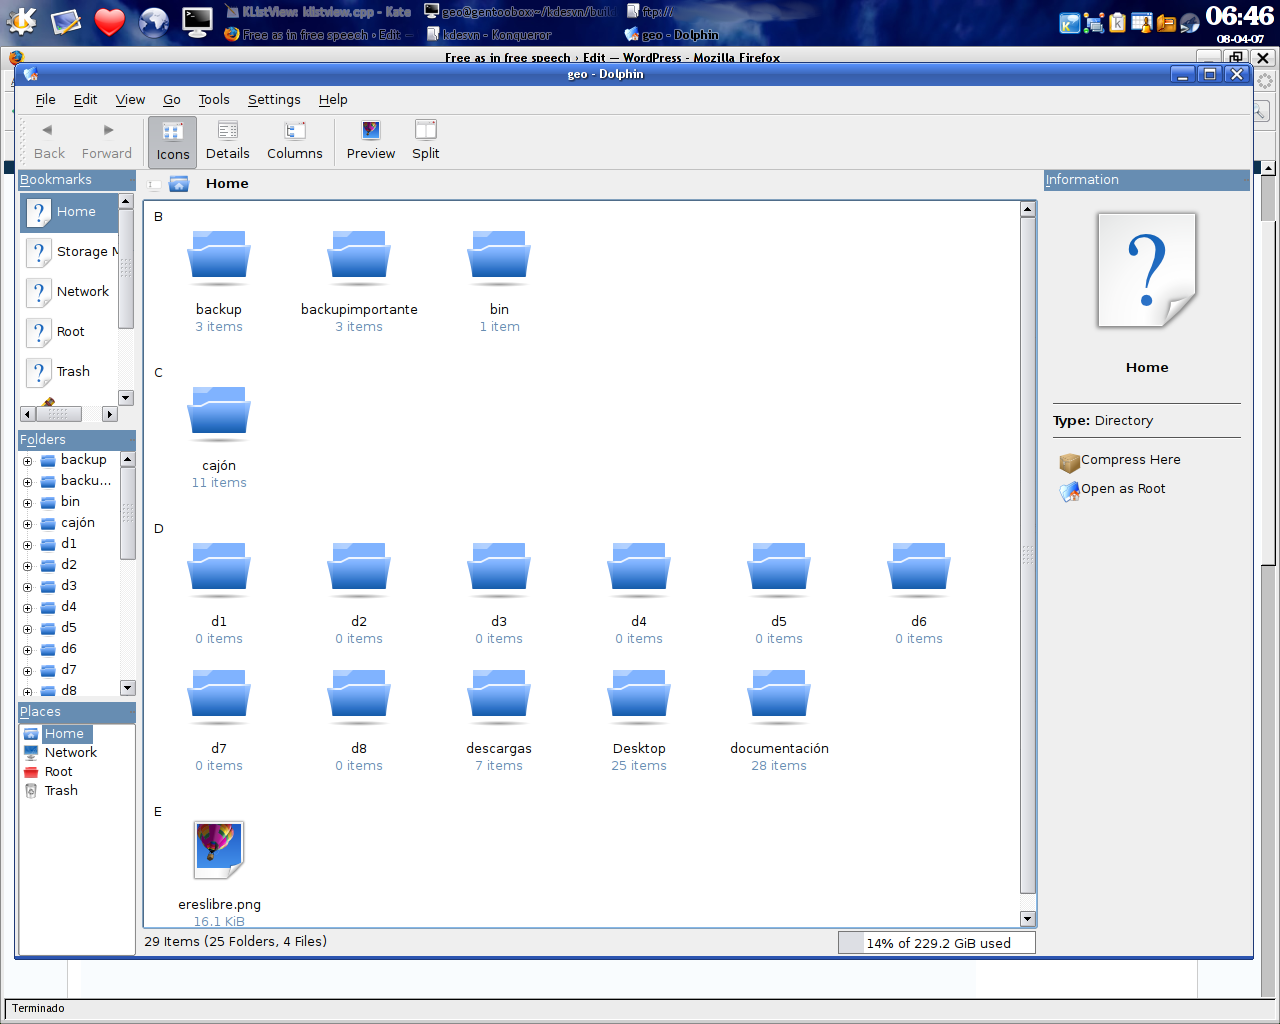 KListView: klistview.cpp - Kate
geo@gentoobox:~/kdesvn/build
ftp://
Free as in free speech › Edit —
kdesvn - Konqueror
geo - Dolphin
06:46
08-04-07
Free as in free speech › Edit — WordPress - Mozilla Firefox
geo - Dolphin
File Edit View Go Tools Settings Help
Back Forward Icons Details Columns Preview Split
Bookmarks
Home
Storage M
Network
Root
Trash
Folders
backup
backu...
bin
cajón
d1
d2
d3
d4
d5
d6
d7
d8
Places
Home
Network
Root
Trash
Home
B
backup
3 items
backupimportante
3 items
bin
1 item
C
cajón
11 items
D
d1
0 items
d2
0 items
d3
0 items
d4
0 items
d5
0 items
d6
0 items
d7
0 items
d8
0 items
descargas
7 items
Desktop
25 items
documentación
28 items
E
ereslibre.png
16.1 KiB
29 Items (25 Folders, 4 Files)
14% of 229.2 GiB used
Information
Home
Type: Directory
Compress Here
Open as Root
Terminado